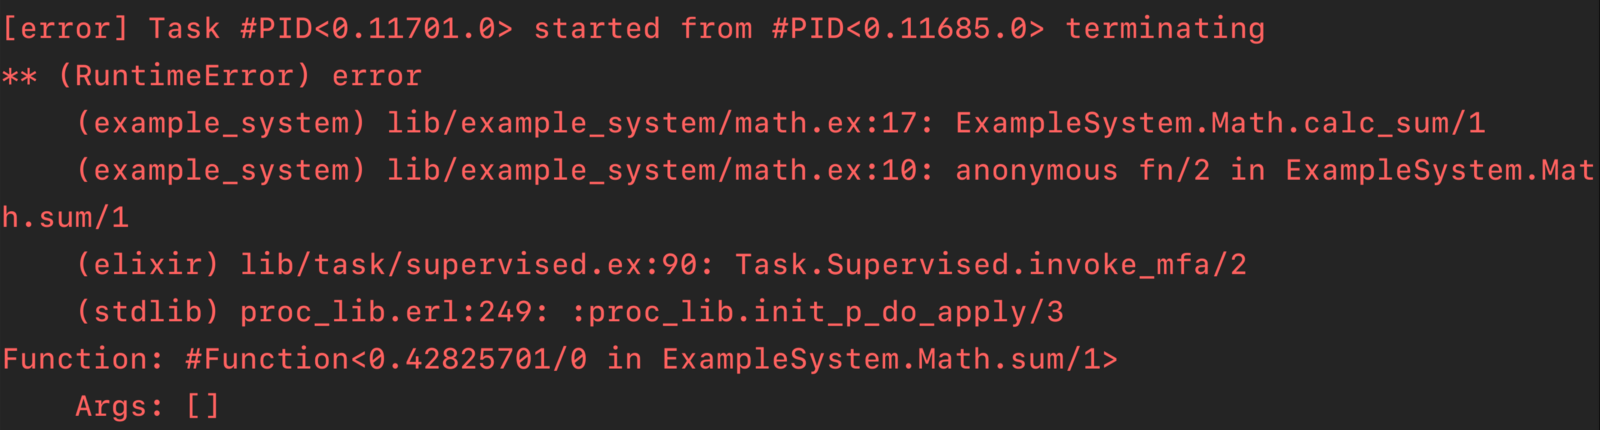 [error] Task #PID<0.11701.0> started from #PID<0.11685.0> terminating
** (RuntimeError) error
    (example_system) lib/example_system/math.ex:17: ExampleSystem.Math.calc_sum/1
    (example_system) lib/example_system/math.ex:10: anonymous fn/2 in ExampleSystem.Mat
h.sum/1
    (elixir) lib/task/supervised.ex:90: Task.Supervised.invoke_mfa/2
    (stdlib) proc_lib.erl:249: :proc_lib.init_p_do_apply/3
Function: #Function<0.42825701/0 in ExampleSystem.Math.sum/1>
    Args: []